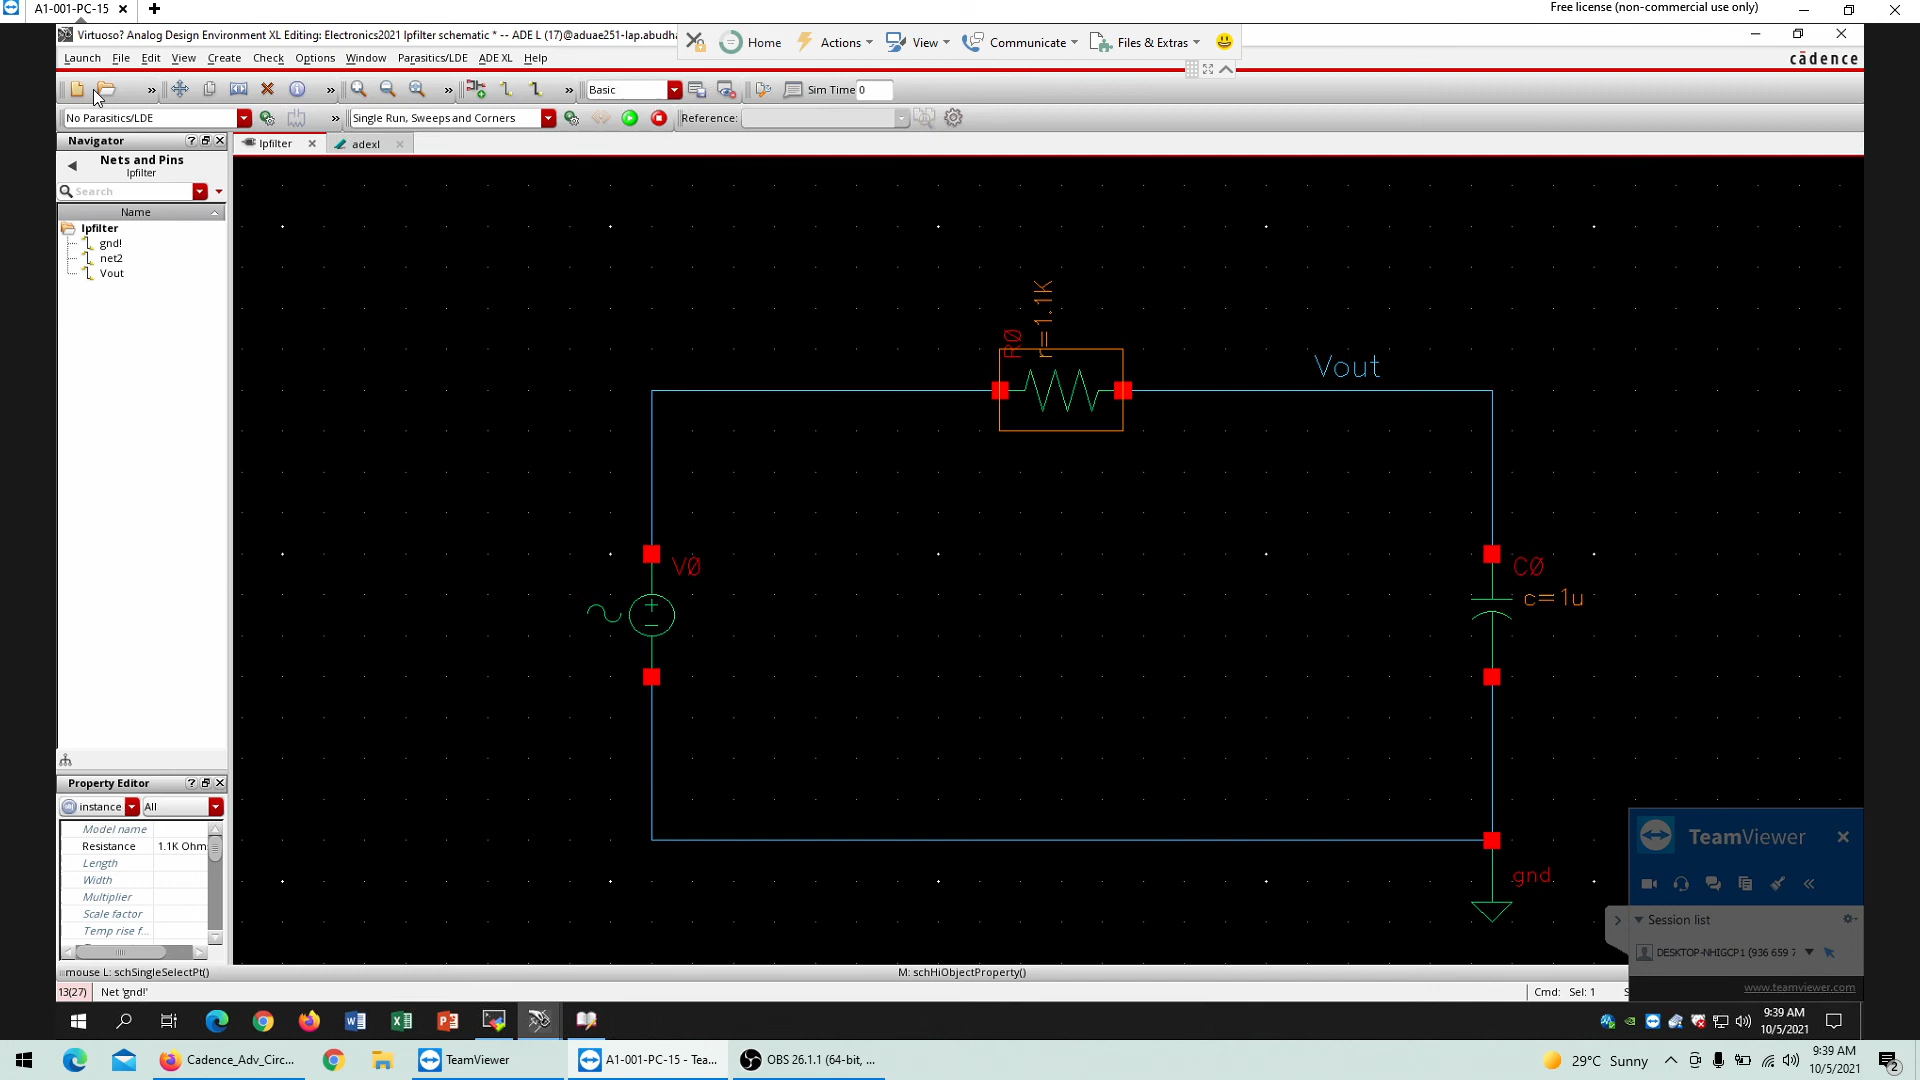 A1-001-PC-15
Free license (non-commercial use only)
Virtuoso? Analog Design Environment XL Editing: Electronics2021 lpfilter schematic * -- ADE L (17)@aduae251-lap.abudha
Home
Actions
View
Communicate
Files & Extras
Launch File Edit View Create Check Options Window Parasitics/LDE ADE XL Help
cādence
Basic
Sim Time 0
No Parasitics/LDE
Single Run, Sweeps and Corners
Reference:
Navigator
lpfilter
adexl
Nets and Pins
lpfilter
Search
Name
lpfilter
gnd!
net2
Vout
R0
r=1.1K
Vout
V0
C0
c=1u
gnd
Property Editor
instance
All
Model name
Resistance 1.1K Ohm
Length
Width
Multiplier
Scale factor
Temp rise f...
TeamViewer
Session list
DESKTOP-NHIGCP1 (936 659 7
www.teamviewer.com
mouse L: schSingleSelectPt()
M: schHiObjectProperty()
13(27)
Net 'gnd!'
Cmd: Sel: 1
9:39 AM
10/5/2021
Cadence_Adv_Circ...
TeamViewer
A1-001-PC-15 - Tea...
OBS 26.1.1 (64-bit, ...
29°C Sunny
9:39 AM
10/5/2021
2